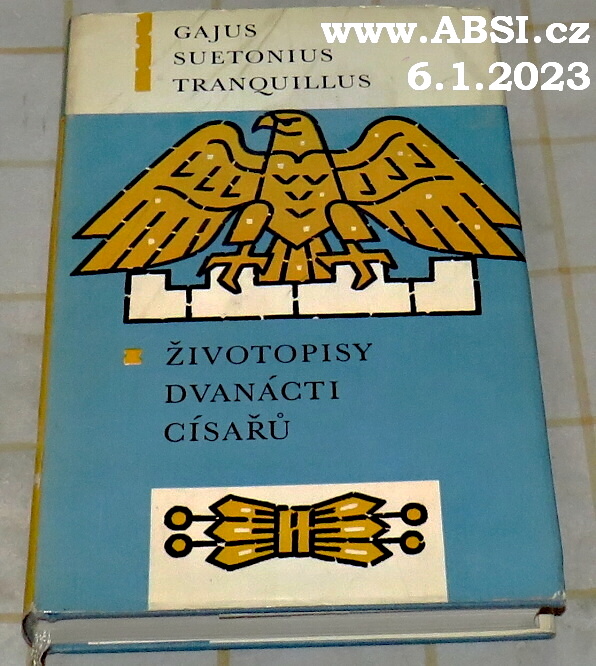 GAJUS
SUETONIUS
TRANQUILLUS
www.ABSI.cz
6.1.2023
ŽIVOTOPISY
DVANÁCTI
CÍSAŘŮ